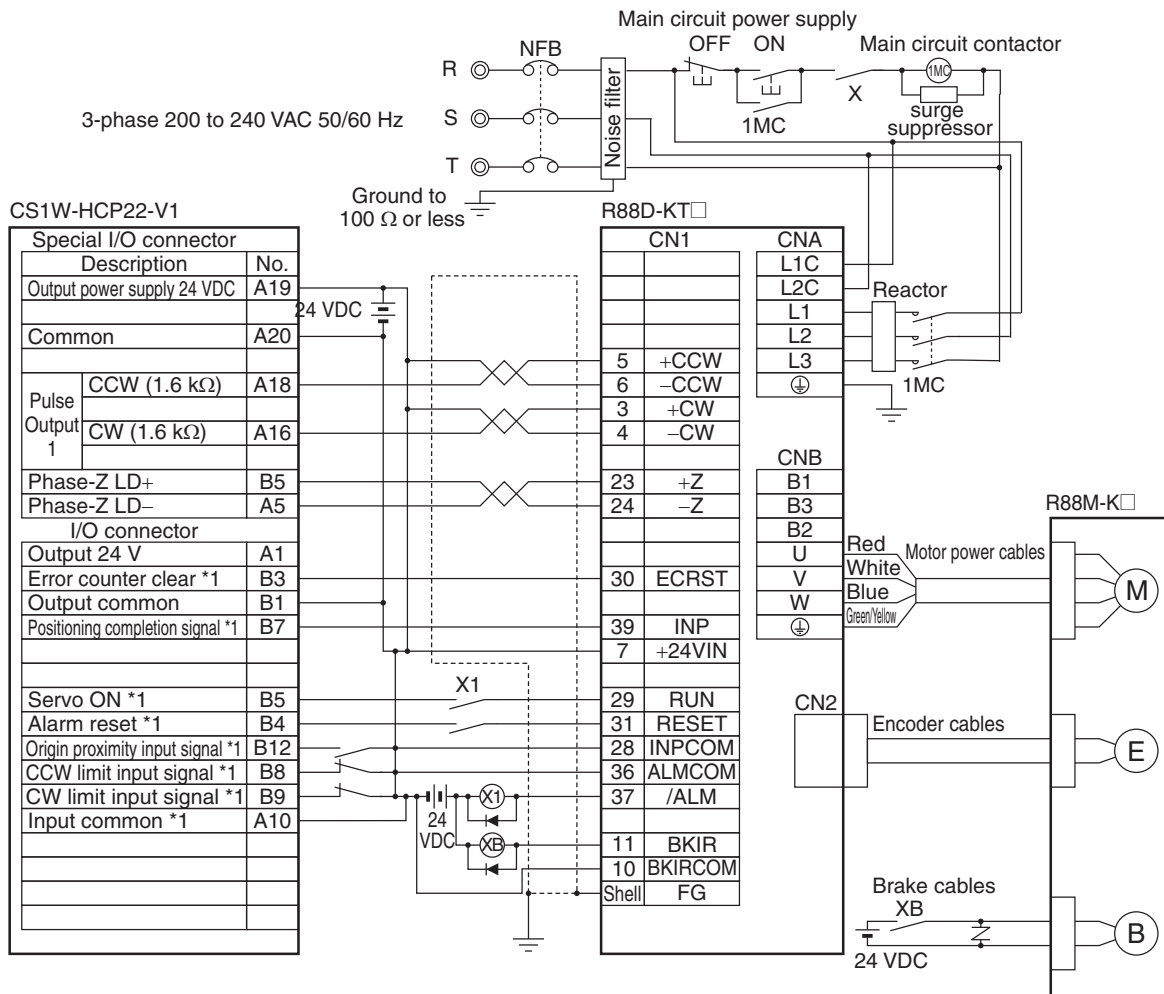 Main circuit power supply
NFB OFF ON Main circuit contactor
R
1MC
X
Noise filter
surge
suppressor
1MC
3-phase 200 to 240 VAC 50/60 Hz S
T
Ground to
100 Ω or less
CS1W-HCP22-V1
Special I/O connector
Description No.
Output power supply 24 VDC A19
Common A20
Pulse
Output
1
CCW (1.6 kΩ) A18
CW (1.6 kΩ) A16
Phase-Z LD+ B5
Phase-Z LD− A5
I/O connector
Output 24 V A1
Error counter clear *1 B3
Output common B1
Positioning completion signal *1 B7
Servo ON *1 B5
Alarm reset *1 B4
Origin proximity input signal *1 B12
CCW limit input signal *1 B8
CW limit input signal *1 B9
Input common *1 A10
24 VDC
X1
X1
24
VDC
XB
R88D-KT□
CN1
5 +CCW
6 −CCW
3 +CW
4 −CW
23 +Z
24 −Z
30 ECRST
39 INP
7 +24VIN
29 RUN
31 RESET
28 INPCOM
36 ALMCOM
37 /ALM
11 BKIR
10 BKIRCOM
Shell FG
CNA
L1C
L2C
L1
L2
L3
Reactor
1MC
CNB
B1
B3
B2
U
V
W
Red
White
Blue
Green/Yellow
Motor power cables
R88M-K□
M
CN2
Encoder cables
E
Brake cables
XB
24 VDC
B